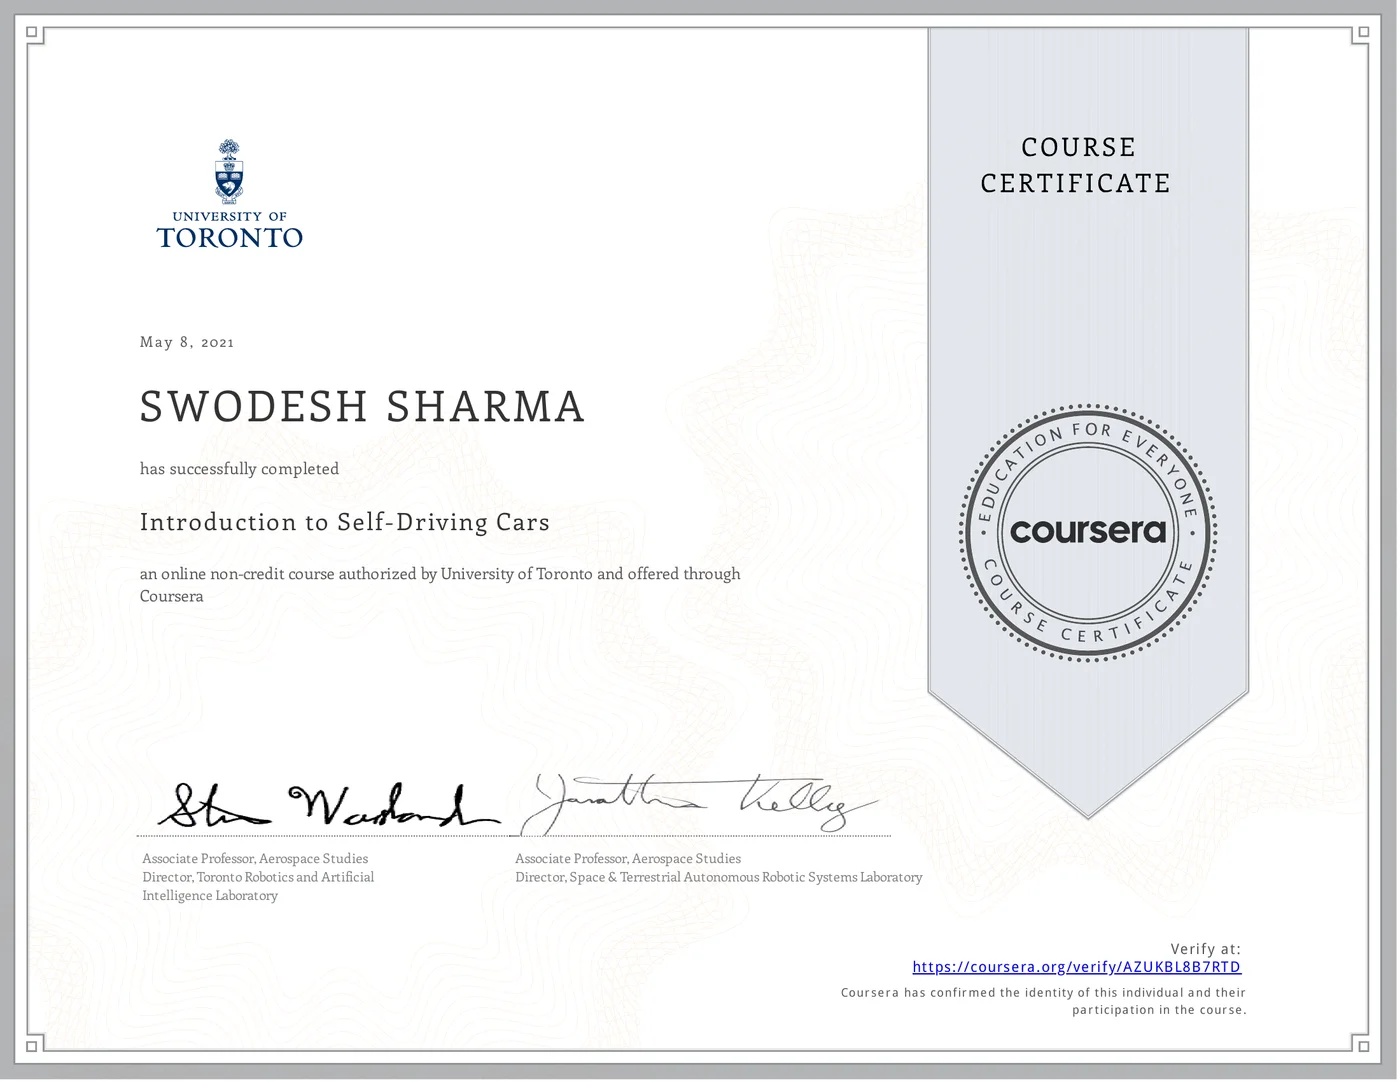 UNIVERSITY OF
TORONTO
COURSE
CERTIFICATE
May 8, 2021
SWODESH SHARMA
has successfully completed
Introduction to Self-Driving Cars
an online non-credit course authorized by University of Toronto and offered through
Coursera
EDUCATION FOR EVERYONE
coursera
COURSE CERTIFICATE
Associate Professor, Aerospace Studies
Director, Toronto Robotics and Artificial
Intelligence Laboratory
Associate Professor, Aerospace Studies
Director, Space & Terrestrial Autonomous Robotic Systems Laboratory
Verify at:
https://coursera.org/verify/AZUKBL8B7RTD
Coursera has confirmed the identity of this individual and their
participation in the course.